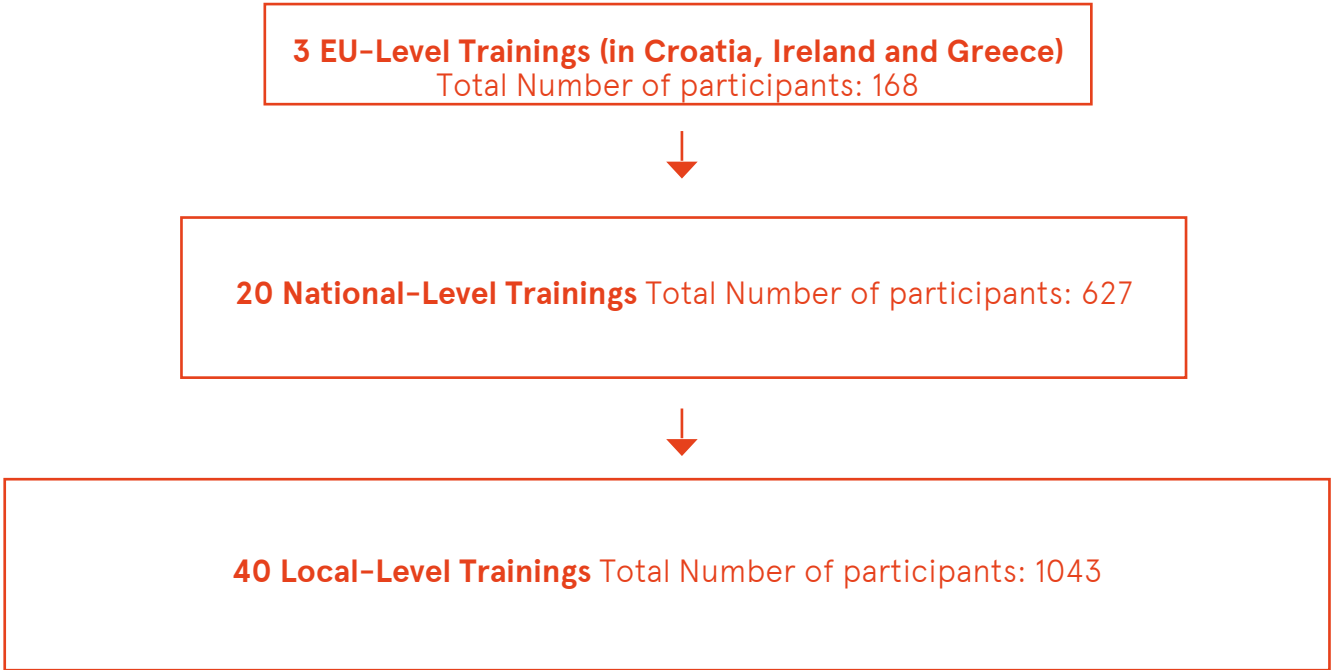 3 EU-Level Trainings (in Croatia, Ireland and Greece)
Total Number of participants: 168
20 National-Level Trainings Total Number of participants: 627
40 Local-Level Trainings Total Number of participants: 1043